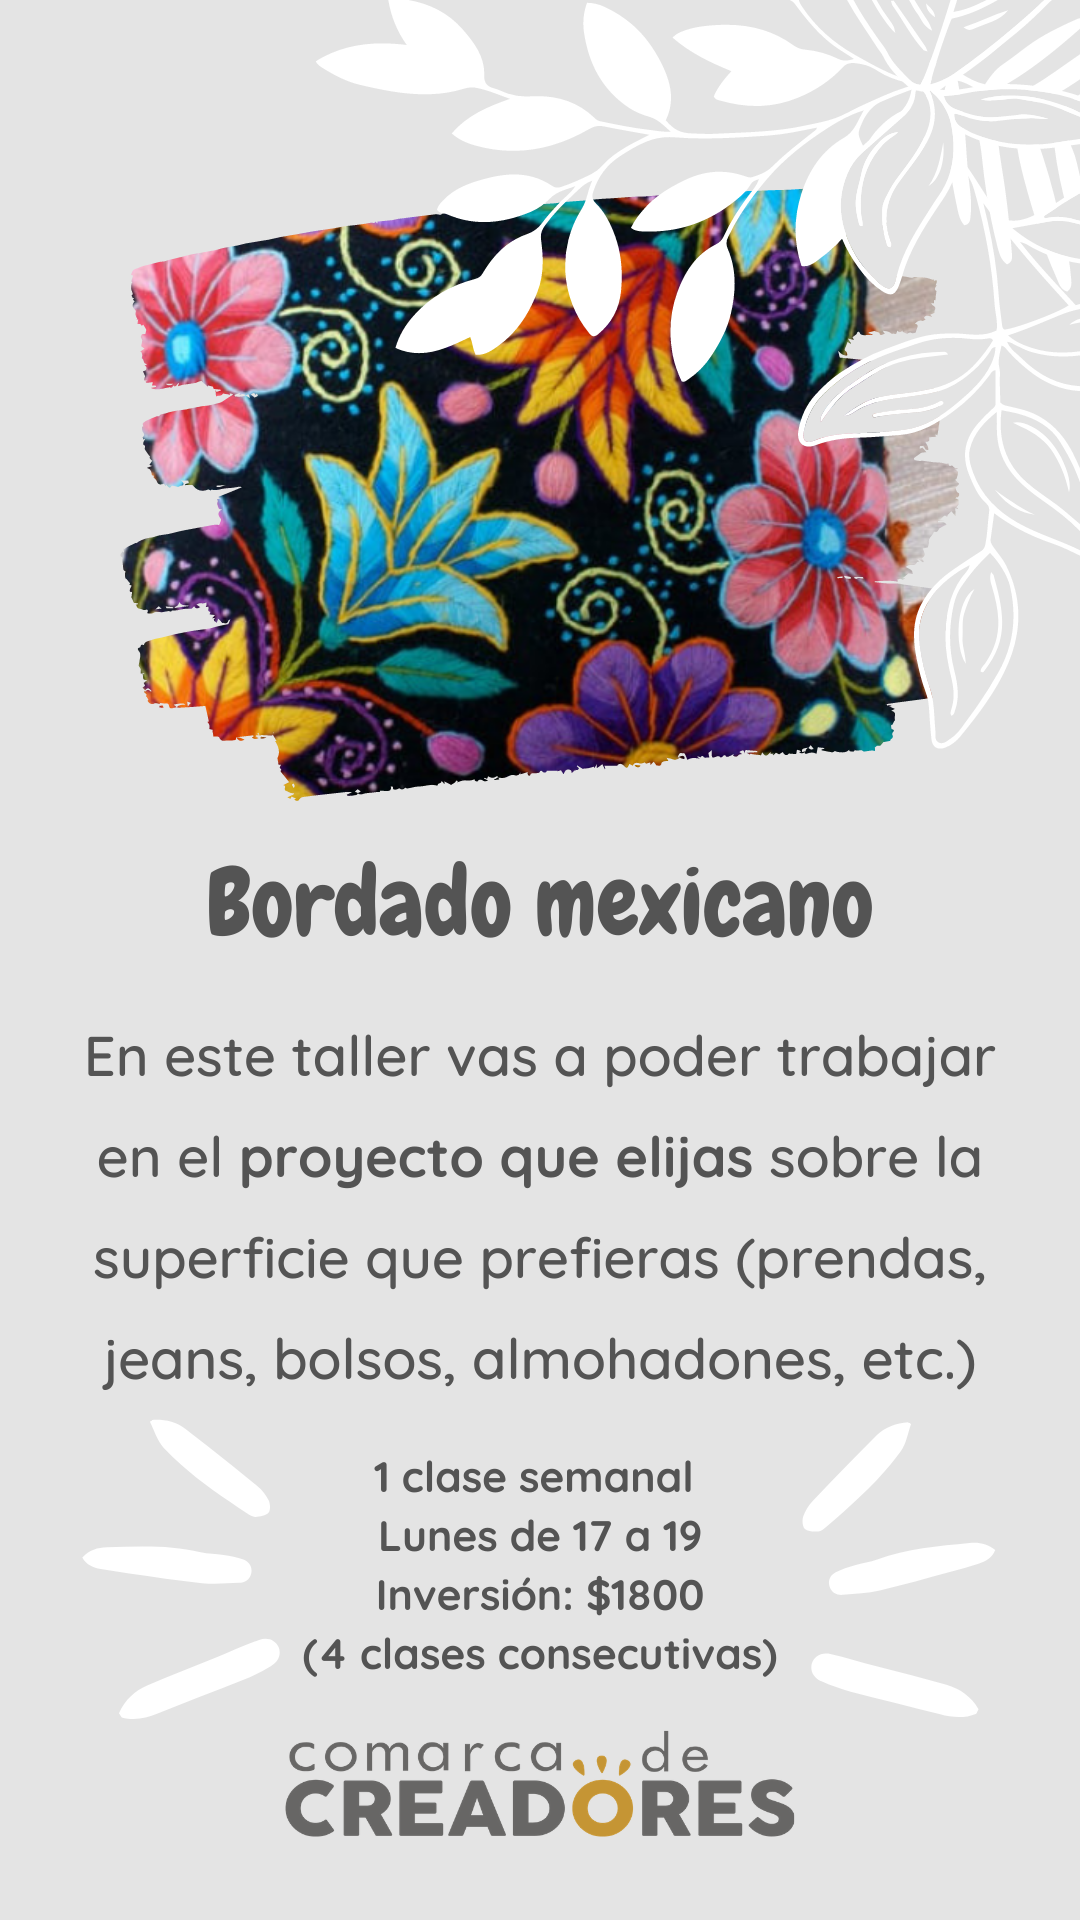 Bordado mexicano
En este taller vas a poder trabajar
en el proyecto que elijas sobre la
superficie que prefieras (prendas,
jeans, bolsos, almohadones, etc.)
1 clase semanal
Lunes de 17 a 19
Inversión: $1800
(4 clases consecutivas)
comarca de
CREADORES